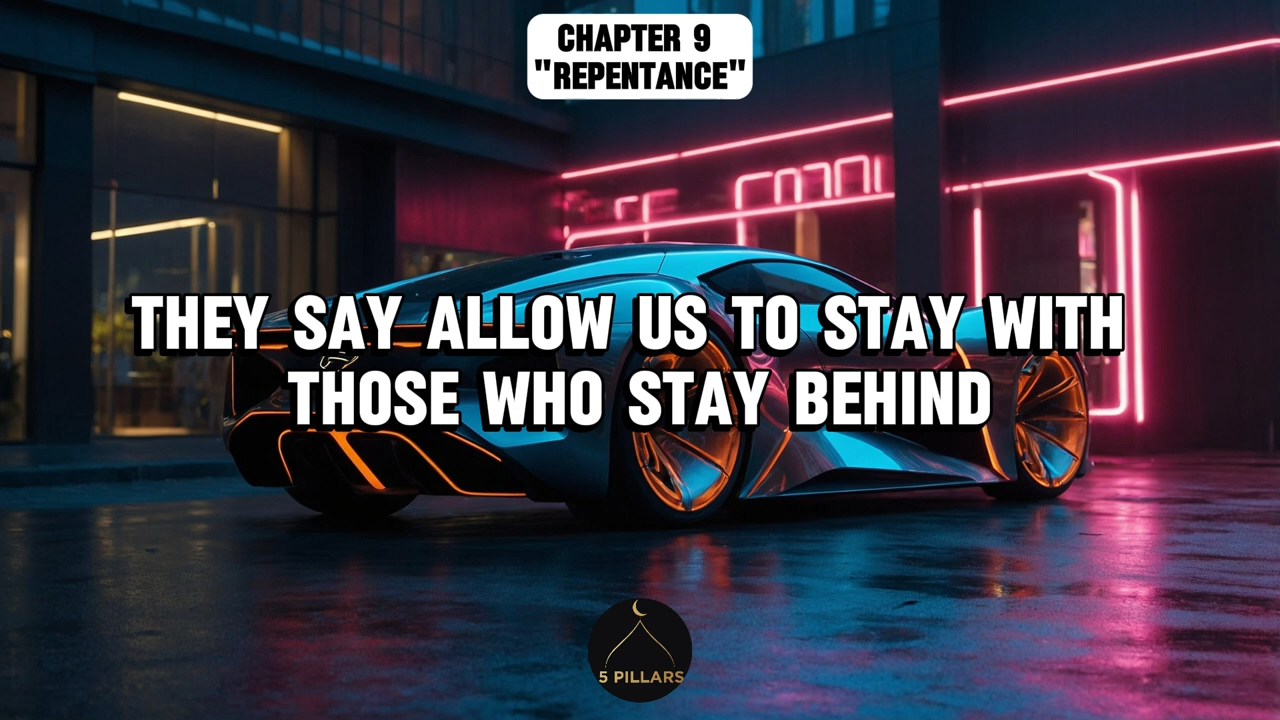 CHAPTER 9
"REPENTANCE"
THEY SAY ALLOW US TO STAY WITH
THOSE WHO STAY BEHIND
5 PILLARS